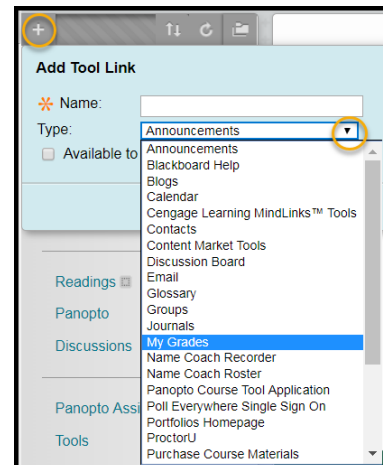 Add Tool Link
Name:
Type:
Announcements
Available to
Announcements
Blackboard Help
Blogs
Calendar
Cengage Learning MindLinks™ Tools
Contacts
Content Market Tools
Discussion Board
Email
Glossary
Groups
Journals
My Grades
Name Coach Recorder
Name Coach Roster
Panopto Course Tool Application
Poll Everywhere Single Sign On
Portfolios Homepage
ProctorU
Purchase Course Materials
Readings
Panopto
Discussions
Panopto Assi
Tools